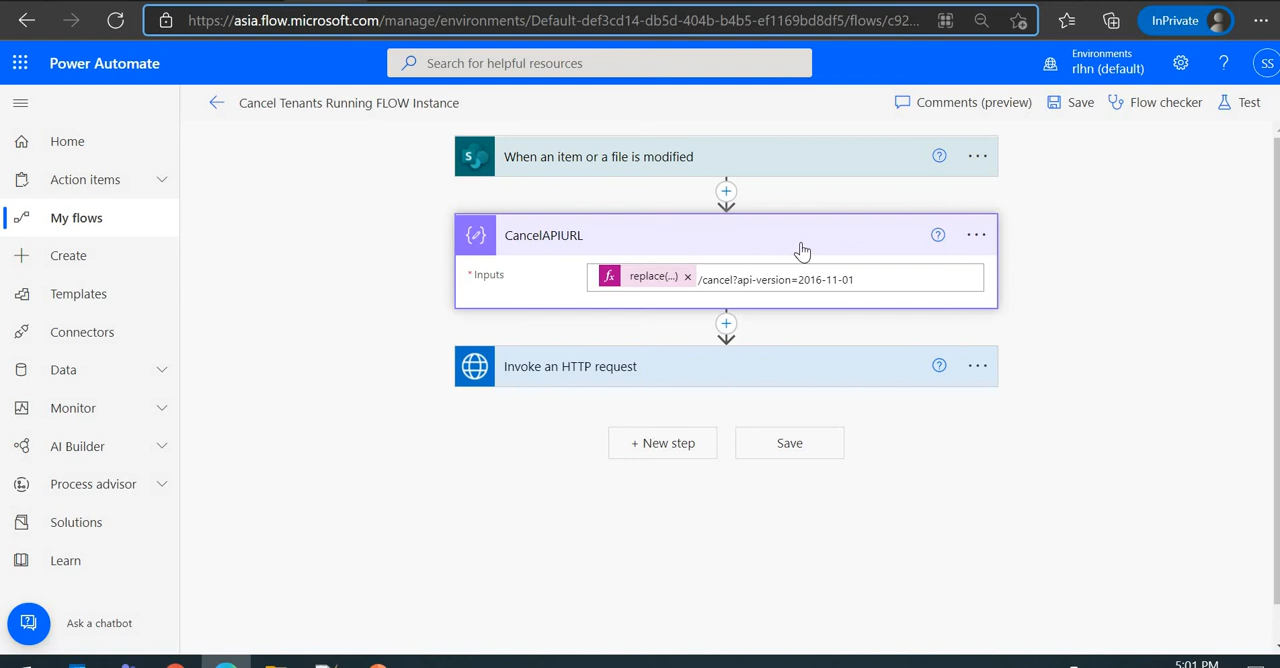 https://asia.flow.microsoft.com/manage/environments/Default-def3cd14-db5d-404b-b4b5-ef1169bd8df5/flows/c92...
InPrivate
Power Automate
Search for helpful resources
Environments
rlhn (default)
SS
Cancel Tenants Running FLOW Instance
Comments (preview)
Save
Flow checker
Test
Home
Action items
My flows
Create
Templates
Connectors
Data
Monitor
AI Builder
Process advisor
Solutions
Learn
Ask a chatbot
When an item or a file is modified
CancelAPIURL
* Inputs
fx replace(...) × /cancel?api-version=2016-11-01
Invoke an HTTP request
+ New step
Save
5:01 PM